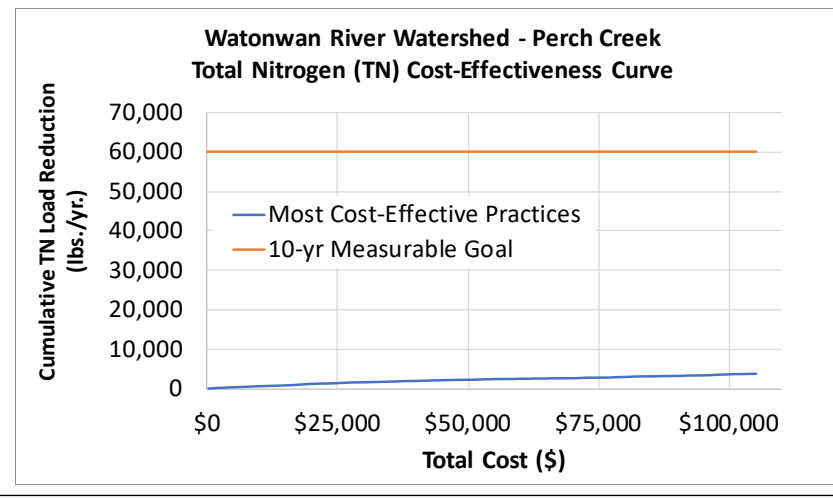 Watonwan River Watershed - Perch Creek
Total Nitrogen (TN) Cost-Effectiveness Curve
Cumulative TN Load Reduction
(lbs./yr.)
70,000
60,000
50,000
40,000
30,000
20,000
10,000
0
Most Cost-Effective Practices
10-yr Measurable Goal
$0
$25,000
$50,000
$75,000
$100,000
Total Cost ($)